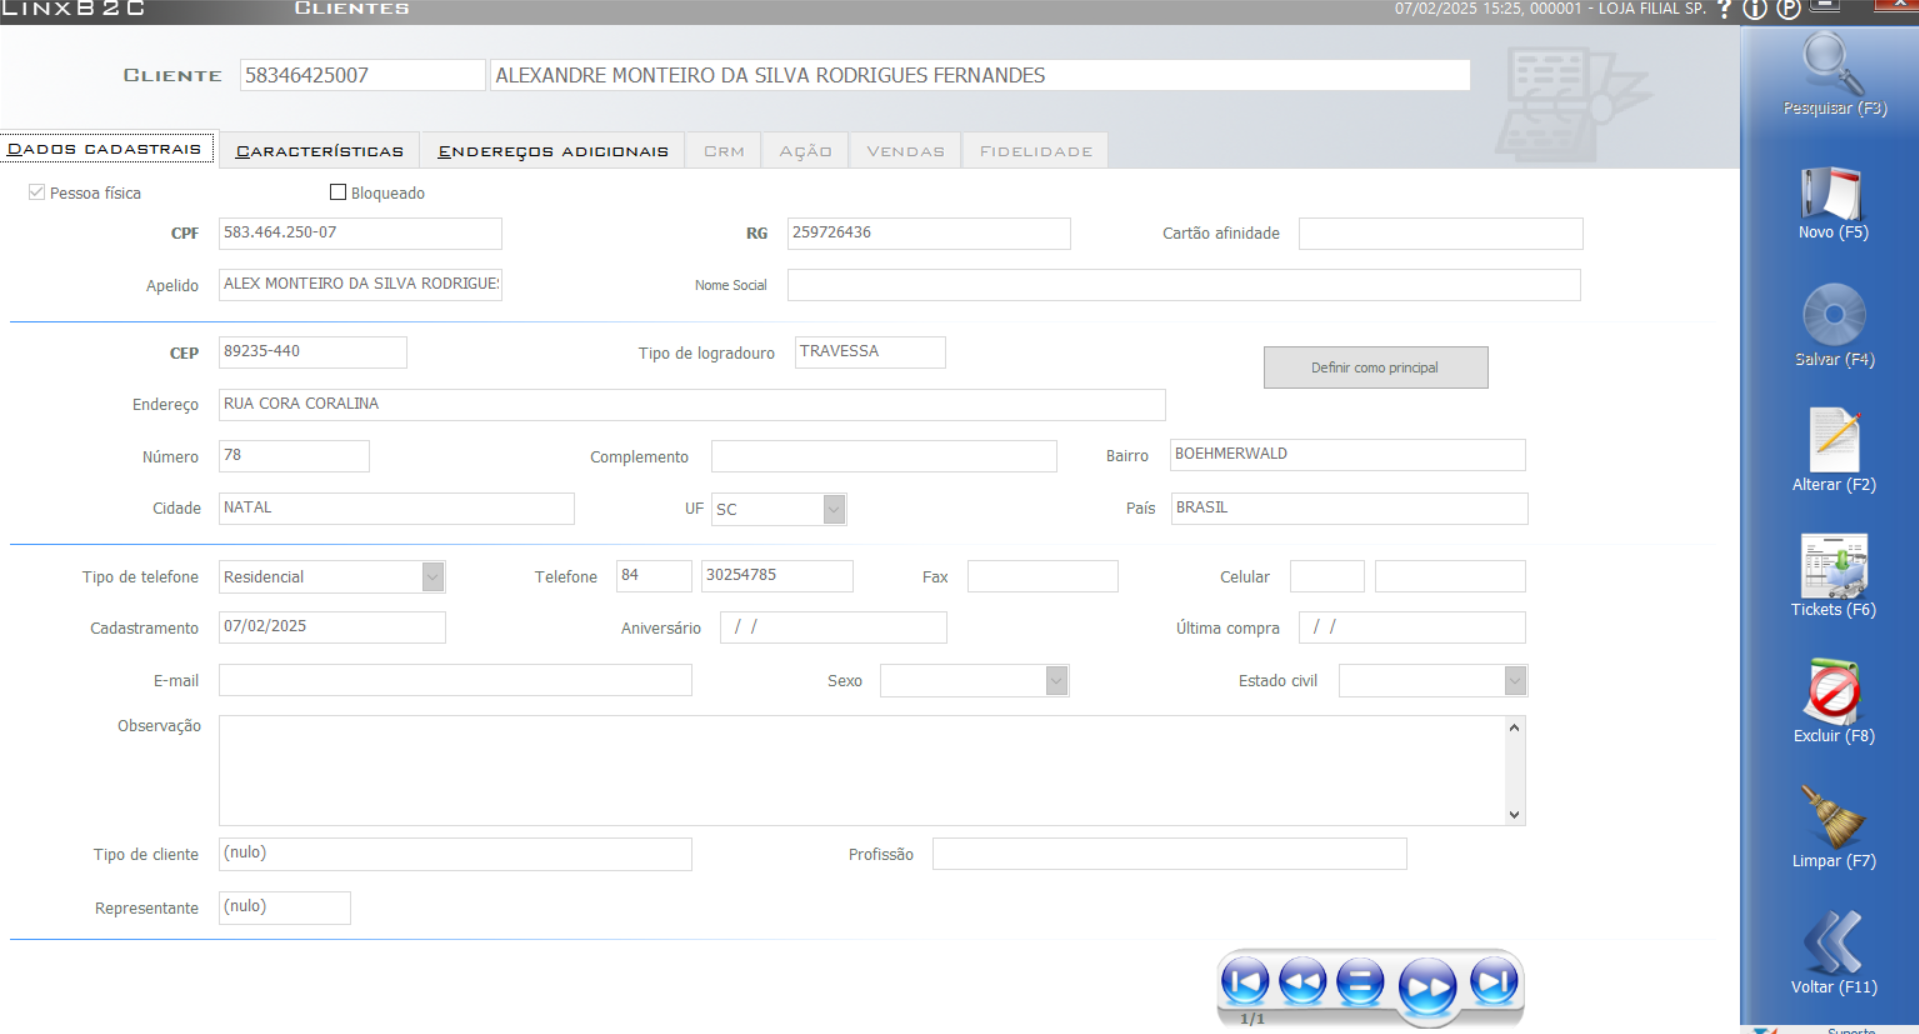 LINXB2C CLIENTES 07/02/2025 15:25, 000001 - LOJA FILIAL SP. ? i P
CLIENTE 58346425007 ALEXANDRE MONTEIRO DA SILVA RODRIGUES FERNANDES
DADOS CADASTRAIS CARACTERÍSTICAS ENDEREÇOS ADICIONAIS CRM AÇÃO VENDAS FIDELIDADE
Pessoa física Bloqueado
CPF 583.464.250-07 RG 259726436 Cartão afinidade
Apelido ALEX MONTEIRO DA SILVA RODRIGUES Nome Social
CEP 89235-440 Tipo de logradouro TRAVESSA Definir como principal
Endereço RUA CORA CORALINA
Número 78 Complemento Bairro BOEHMERWALD
Cidade NATAL UF SC País BRASIL
Tipo de telefone Residencial Telefone 84 30254785 Fax Celular
Cadastramento 07/02/2025 Aniversário / / Última compra / /
E-mail Sexo Estado civil
Observação
Tipo de cliente (nulo) Profissão
Representante (nulo)
1/1
Pesquisar (F3)
Novo (F5)
Salvar (F4)
Alterar (F2)
Tickets (F6)
Excluir (F8)
Limpar (F7)
Voltar (F11)
Suporte